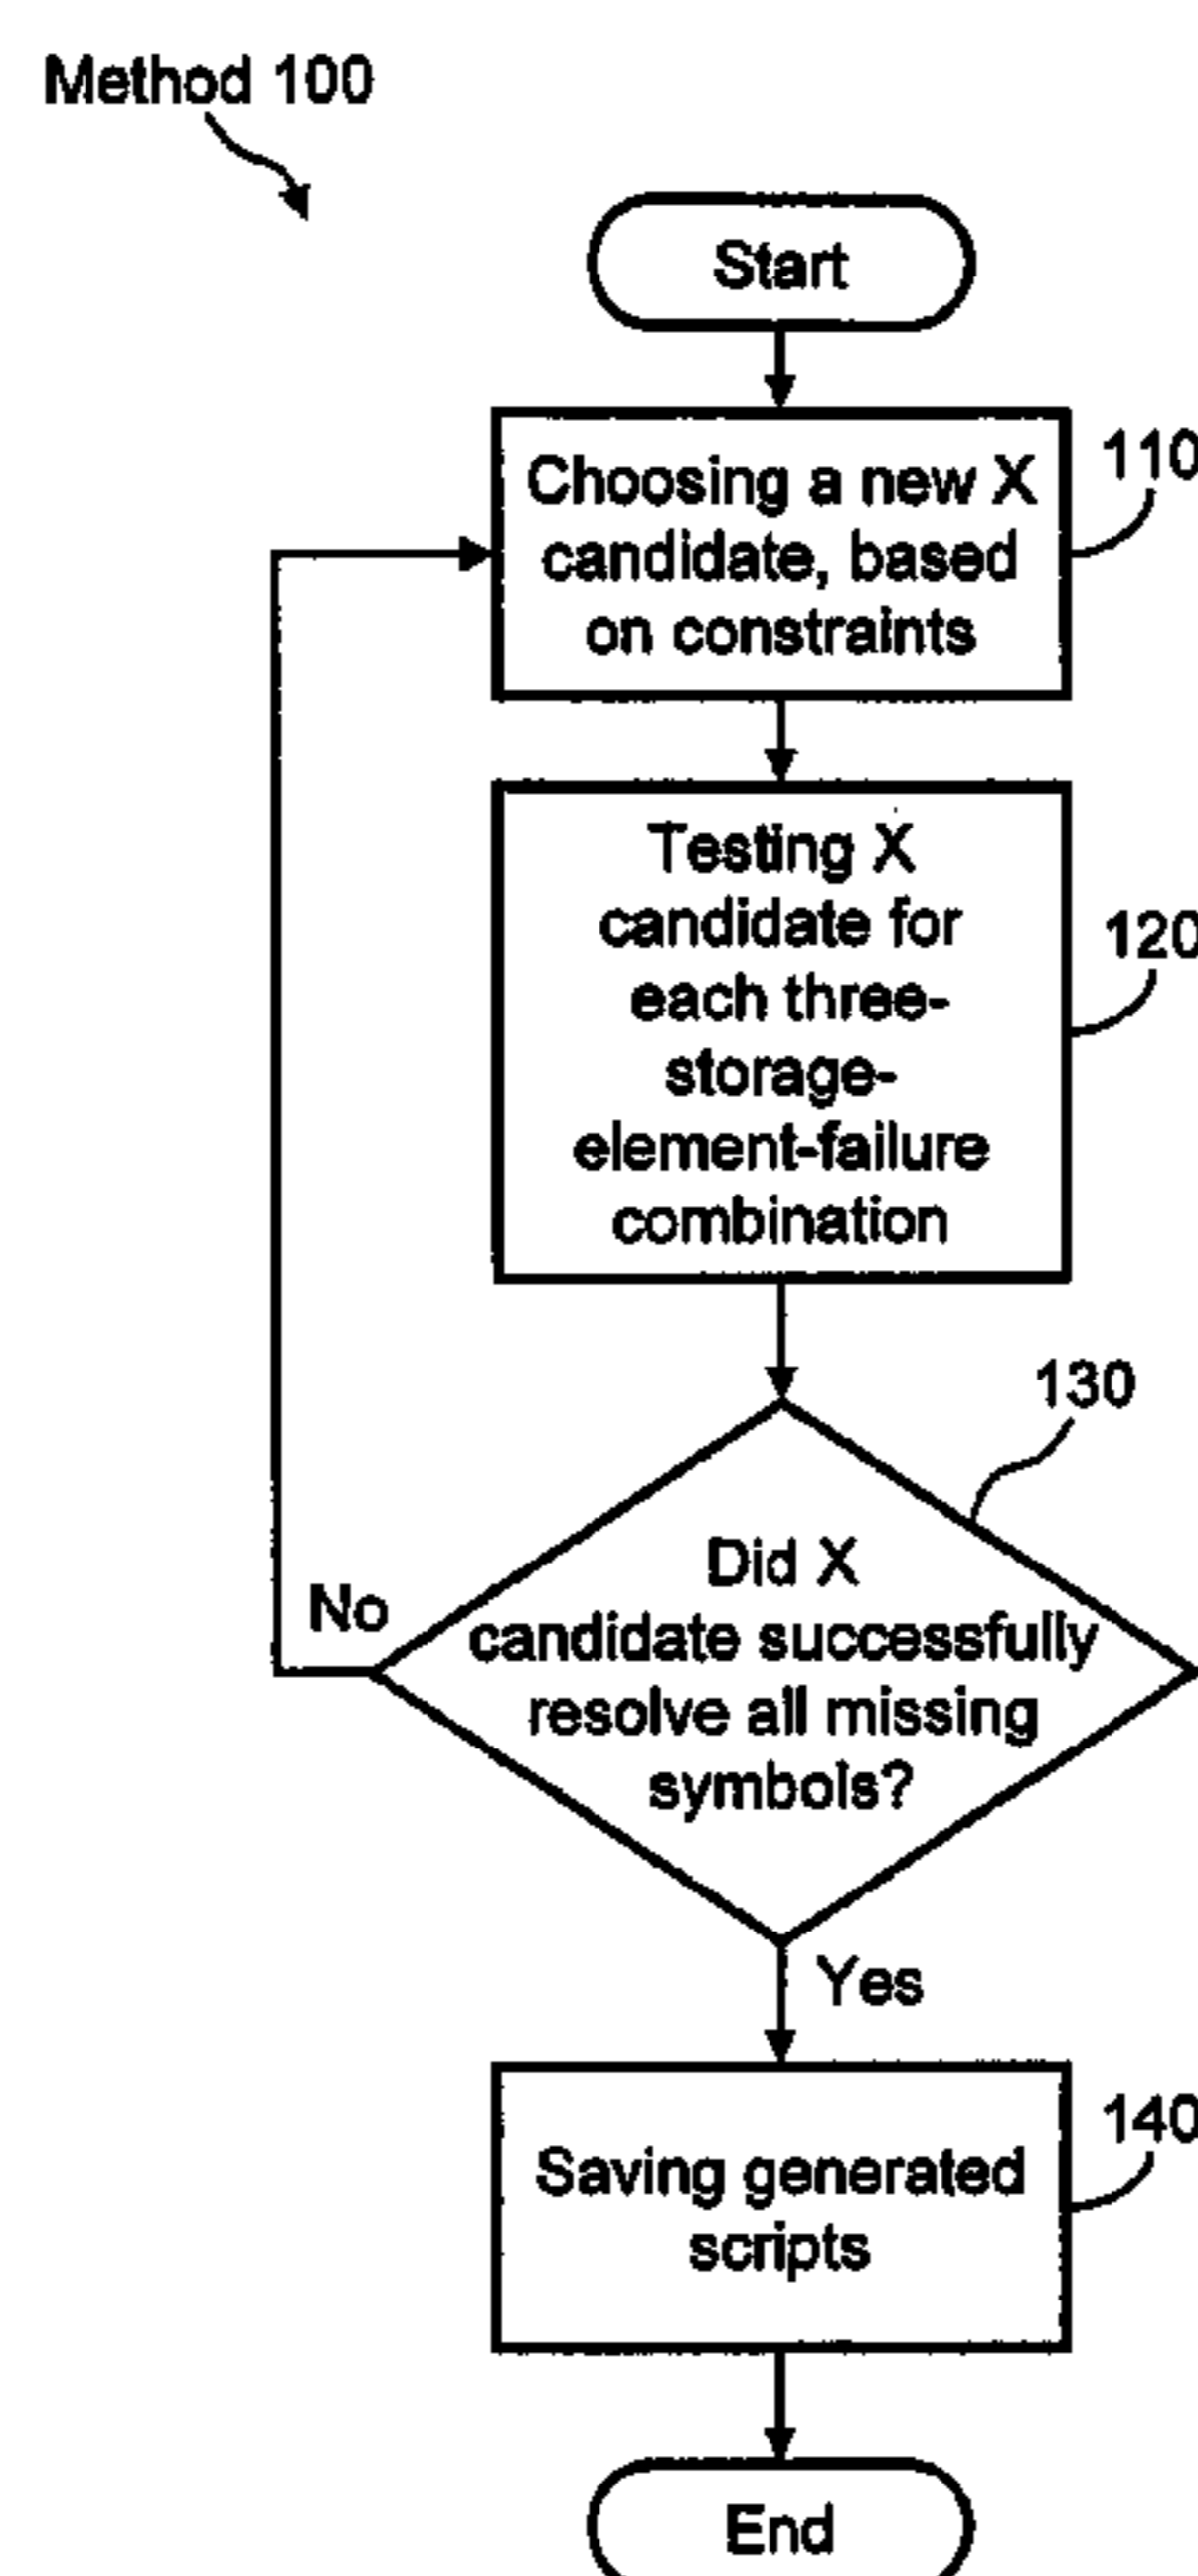 Method 100
Start
Choosing a new X
candidate, based
on constraints
110
Testing X
candidate for
each three-
storage-
element-failure
combination
120
130
Did X
candidate successfully
resolve all missing
symbols?
No
Yes
Saving generated
scripts
140
End